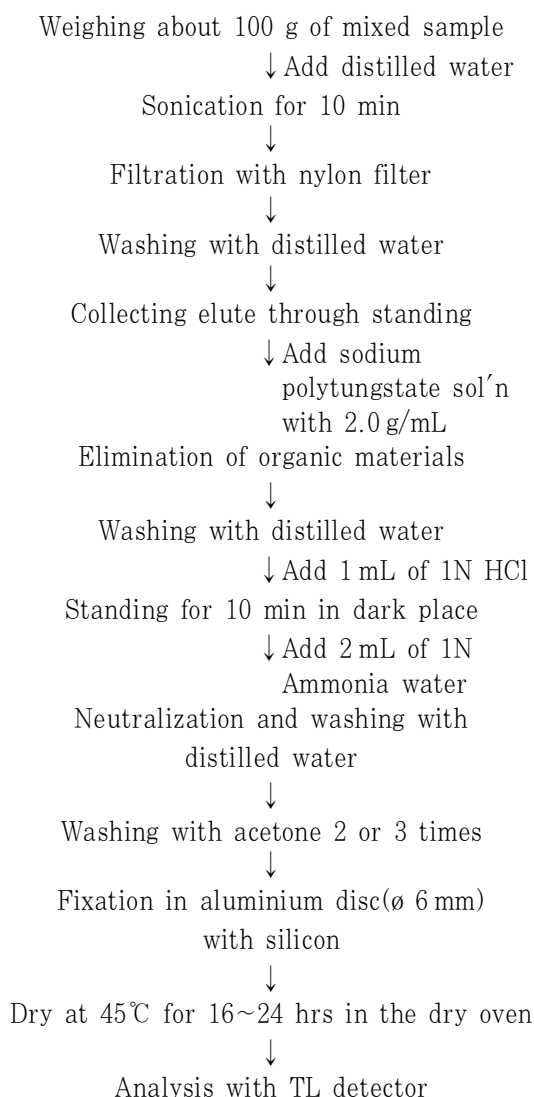 Weighing about 100 g of mixed sample
↓ Add distilled water
Sonication for 10 min
↓
Filtration with nylon filter
↓
Washing with distilled water
↓
Collecting elute through standing
↓ Add sodium
polytungstate sol′n
with 2.0 g/mL
Elimination of organic materials
↓
Washing with distilled water
↓ Add 1 mL of 1N HCl
Standing for 10 min in dark place
↓ Add 2 mL of 1N
Ammonia water
Neutralization and washing with
distilled water
↓
Washing with acetone 2 or 3 times
↓
Fixation in aluminium disc(ø 6 mm)
with silicon
↓
Dry at 45℃ for 16~24 hrs in the dry oven
↓
Analysis with TL detector